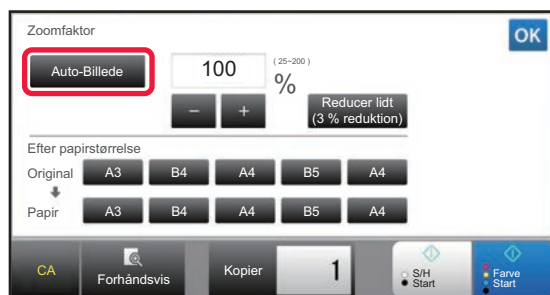 Zoomfaktor
OK
Auto-Billede
100
(25~200)
%
−
+
Reducer lidt
(3 % reduktion)
Efter papirstørrelse
Original
A3
B4
A4
B5
A4
Papir
A3
B4
A4
B5
A4
CA
Forhåndsvis
Kopier
1
S/H
Start
Farve
Start